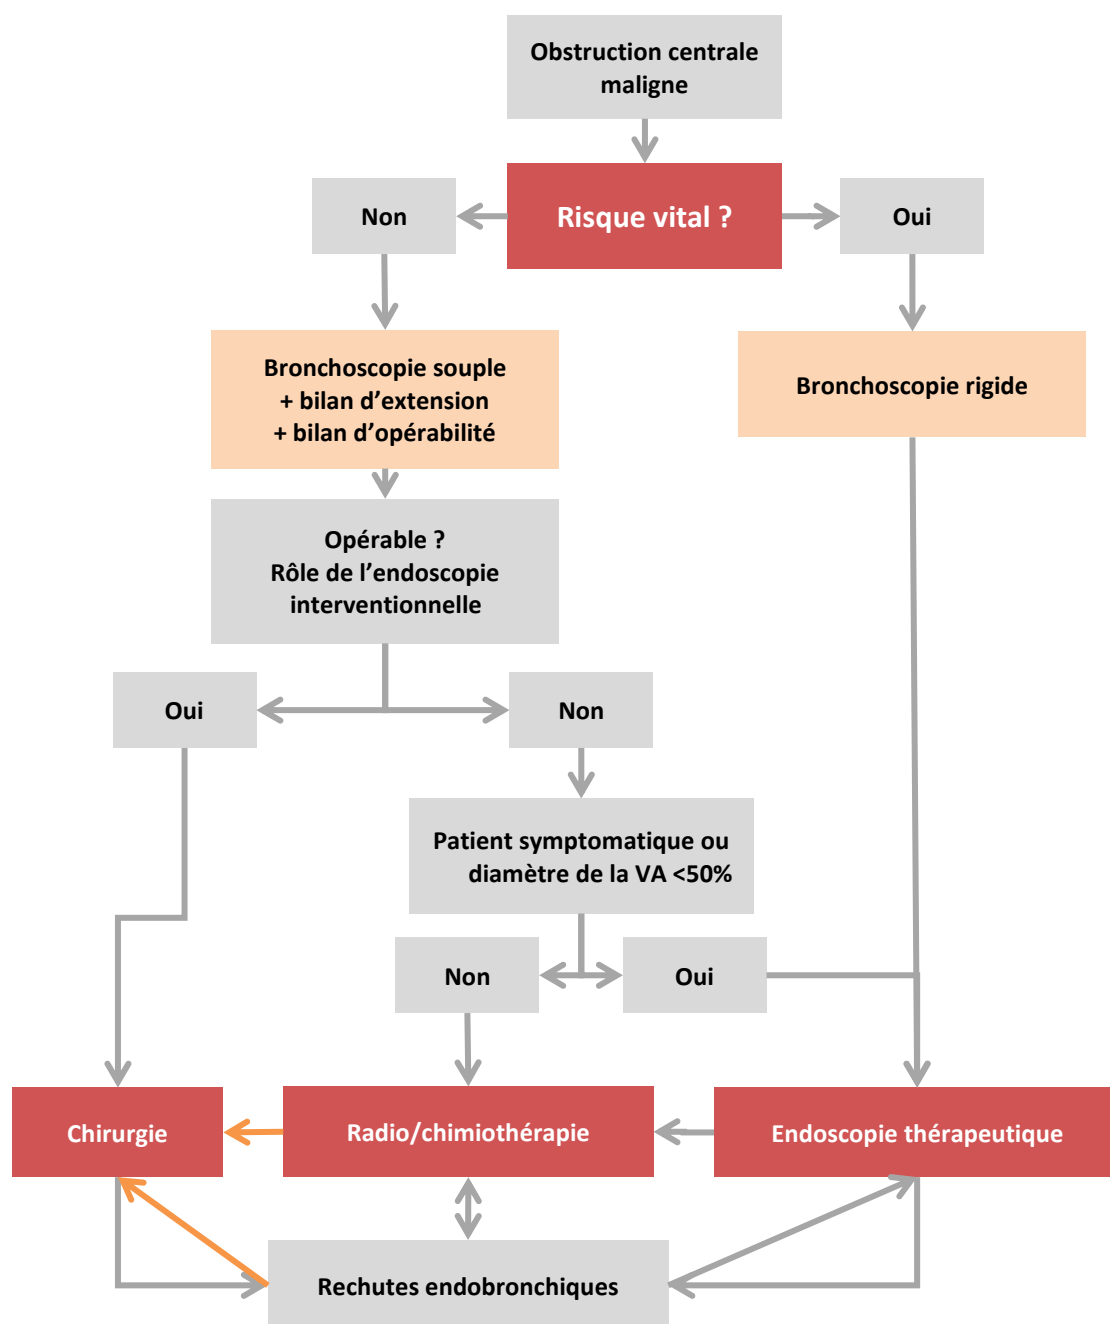 Obstruction centrale
maligne
Non
Risque vital ?
Oui
Bronchoscopie souple
+ bilan d’extension
+ bilan d’opérabilité
Bronchoscopie rigide
Opérable ?
Rôle de l’endoscopie
interventionnelle
Oui
Non
Patient symptomatique ou
diamètre de la VA <50%
Non
Oui
Chirurgie
Radio/chimiothérapie
Endoscopie thérapeutique
Rechutes endobronchiques